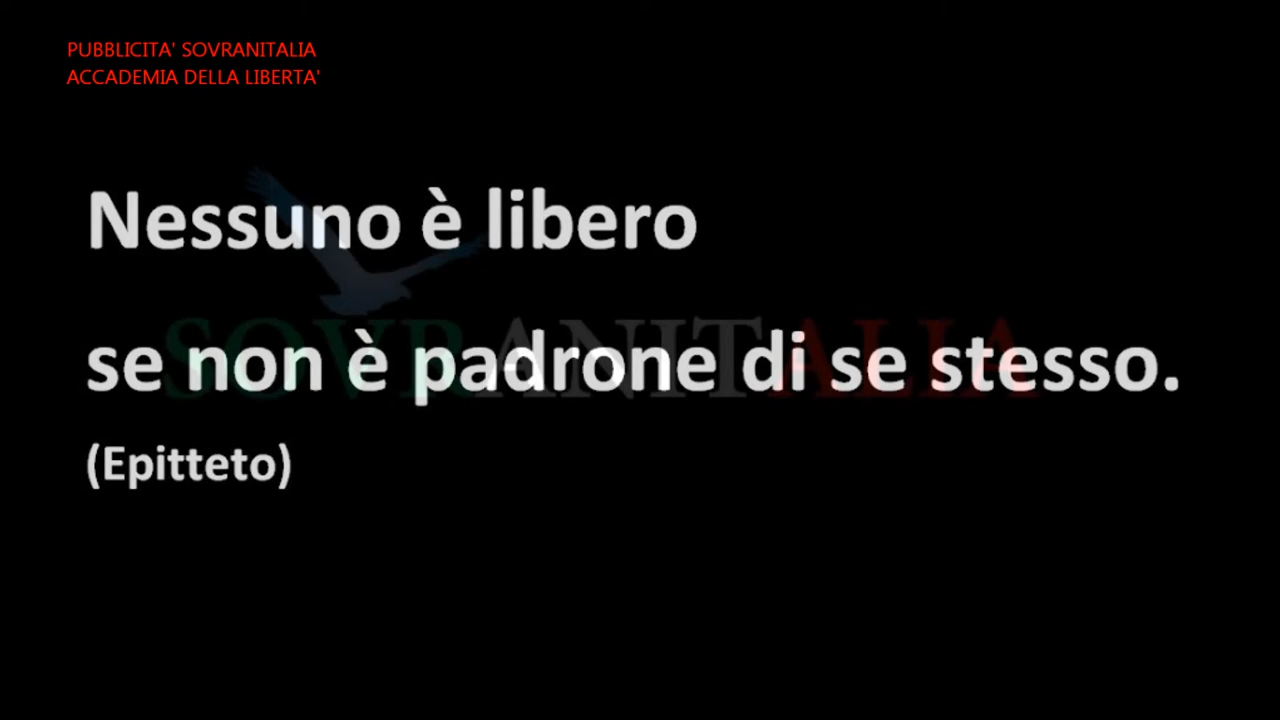 PUBBLICITA' SOVRANITALIA
ACCADEMIA DELLA LIBERTA'
Nessuno è libero
SOVRANITALIA
se non è padrone di se stesso.
(Epitteto)